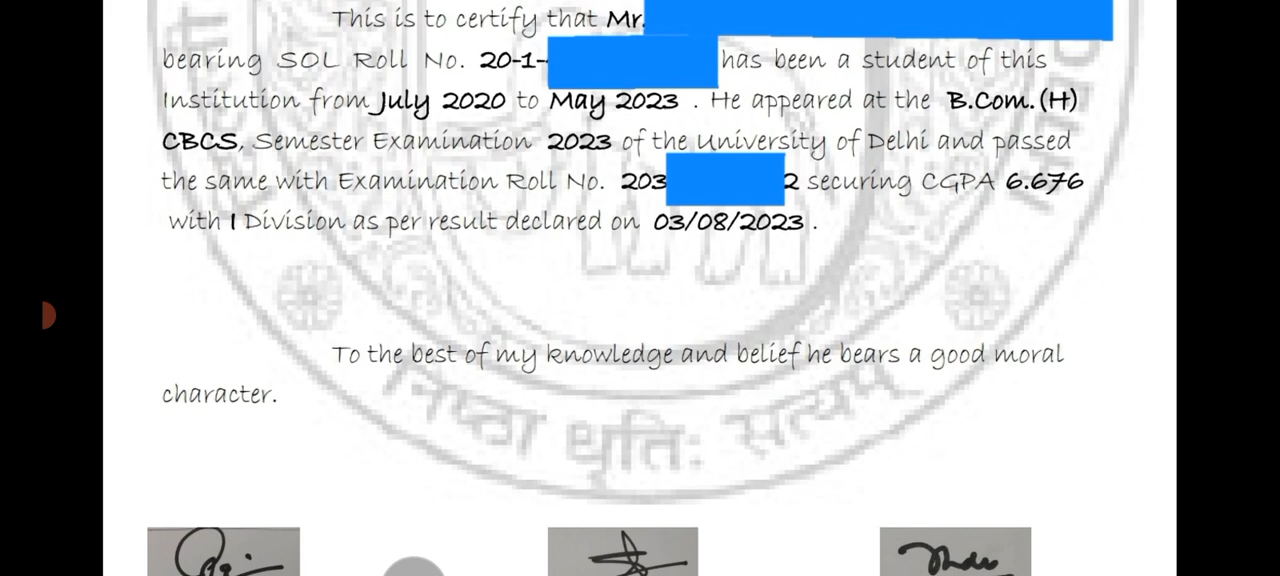 This is to certify that Mr.
bearing SOL Roll No. 20-1- has been a student of this
Institution from July 2020 to May 2023 . He appeared at the B.Com.(H)
CBCS, Semester Examination 2023 of the University of Delhi and passed
the same with Examination Roll No. 203 2 securing CGPA 6.676
with I Division as per result declared on 03/08/2023 .
To the best of my knowledge and belief he bears a good moral
character.
निष्ठा धृतिः सत्यम्